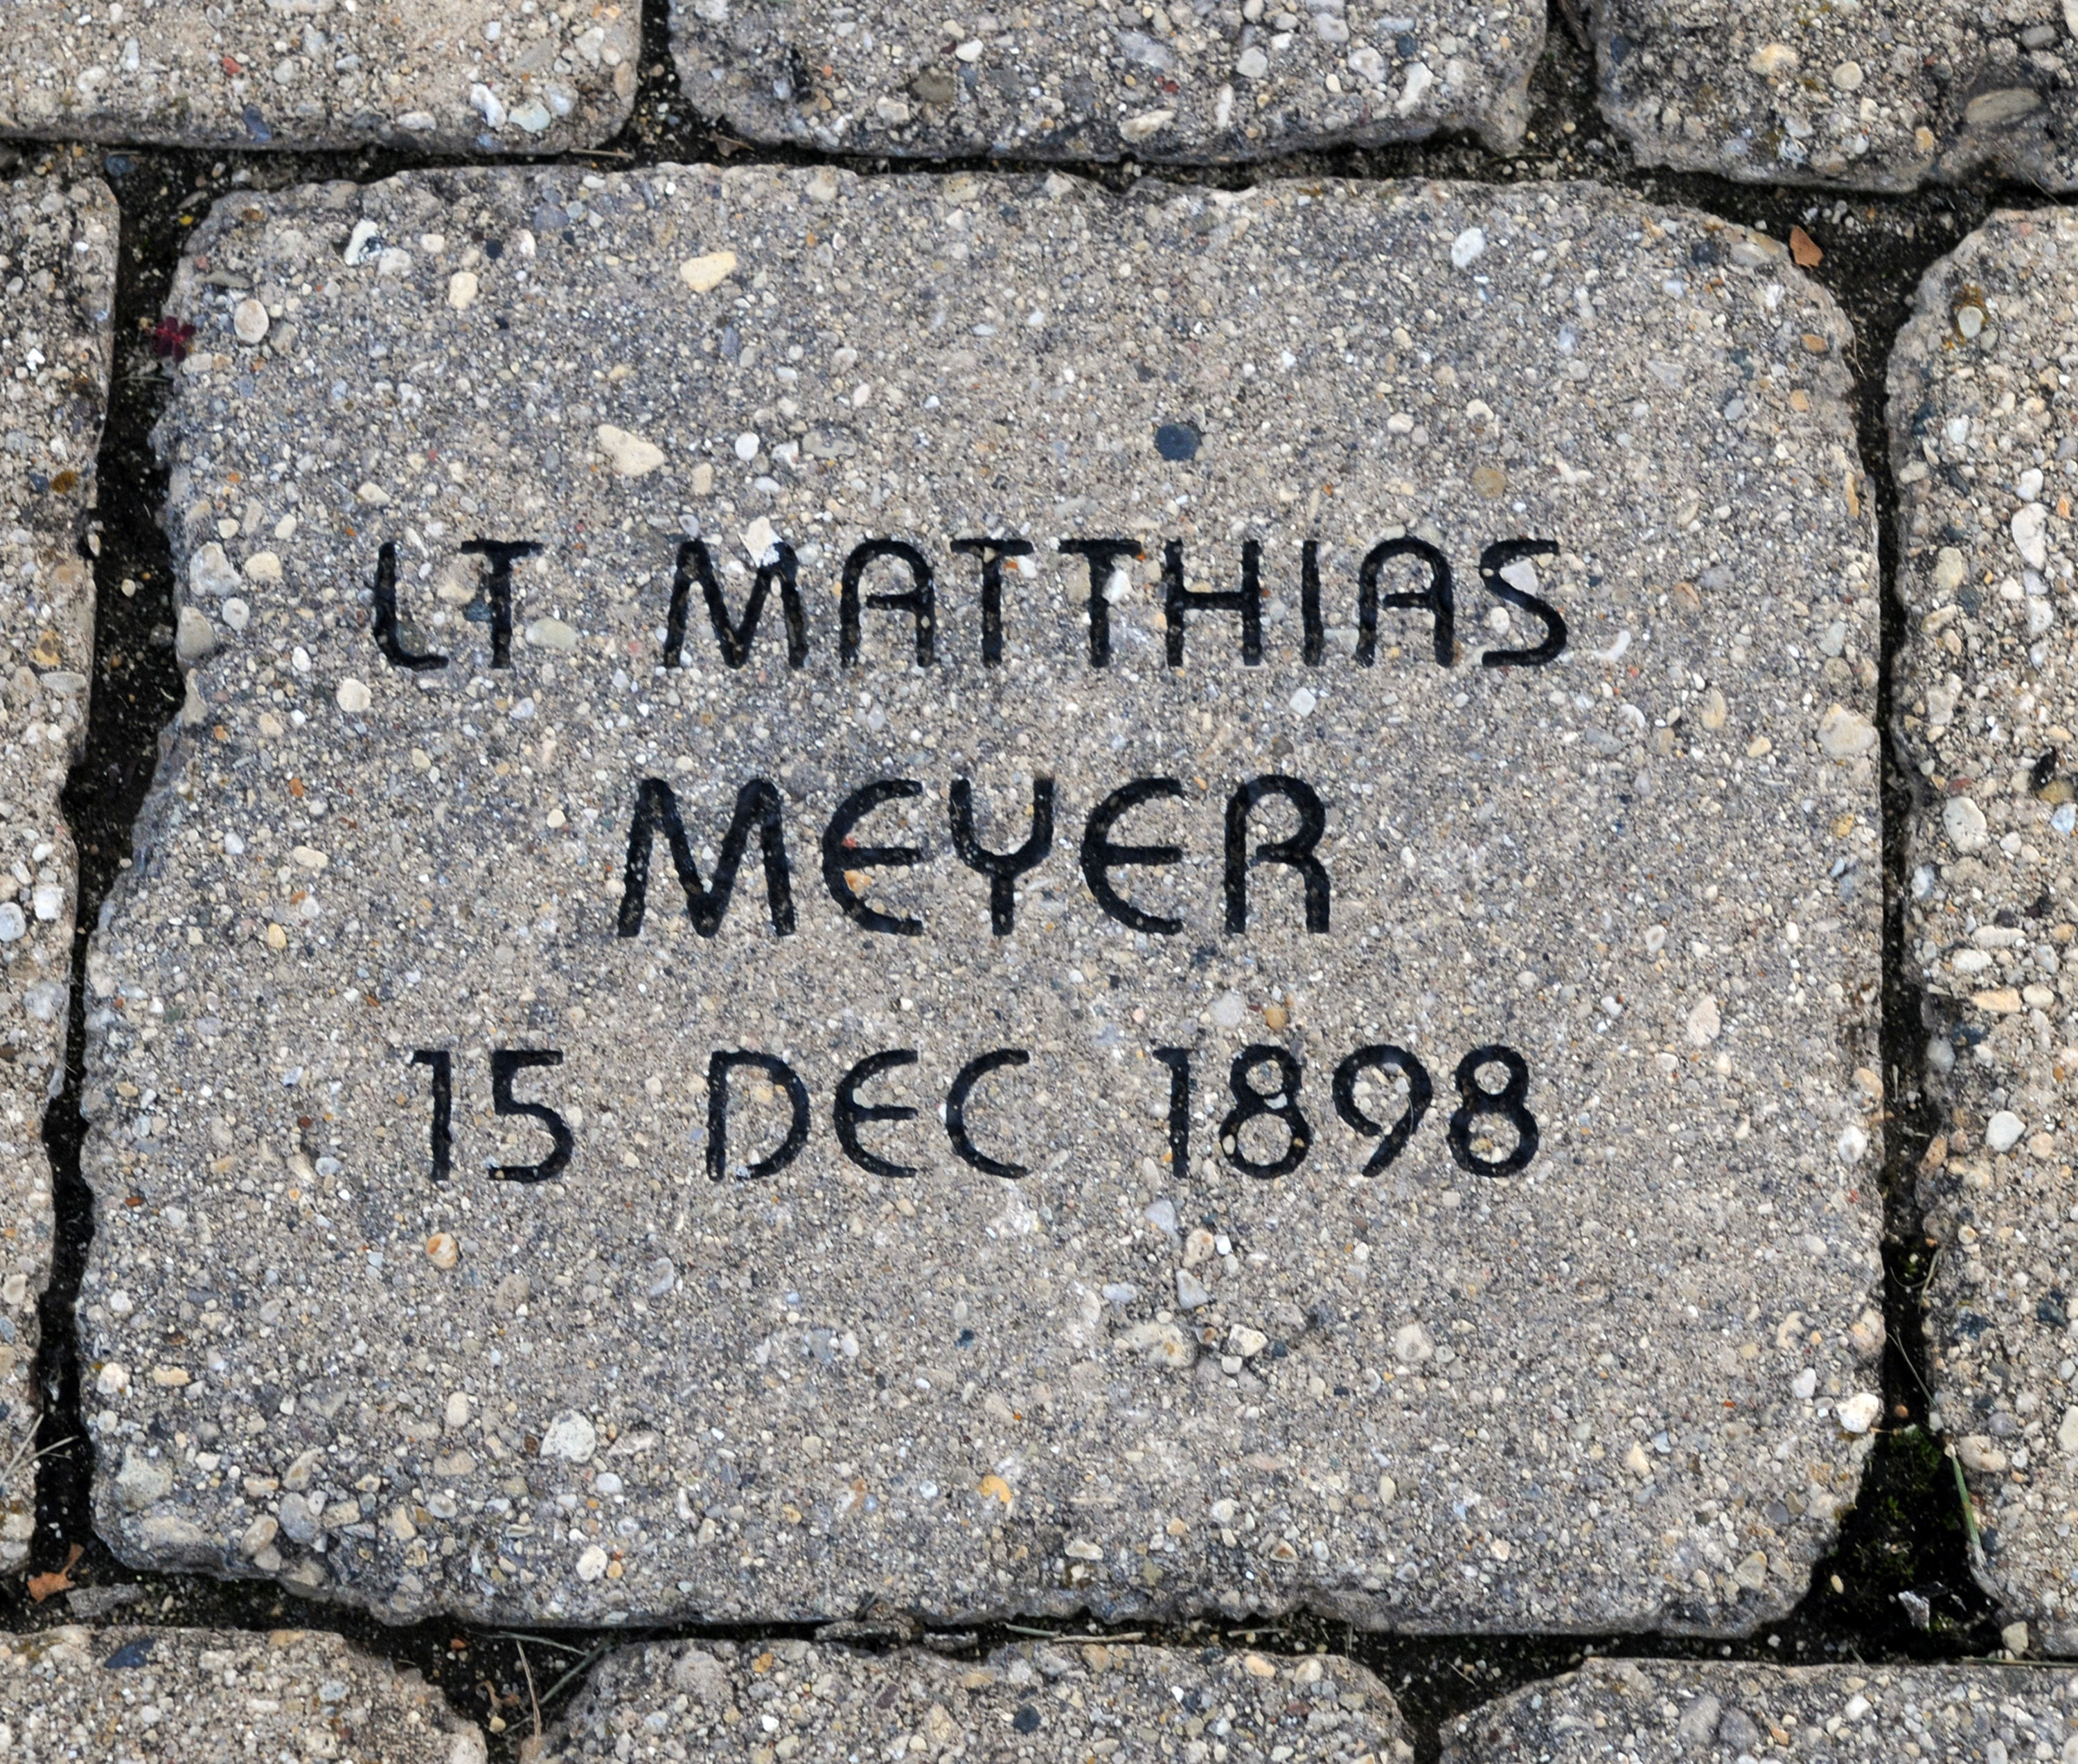 LT MATTHIAS
MEYER
15 DEC 1898